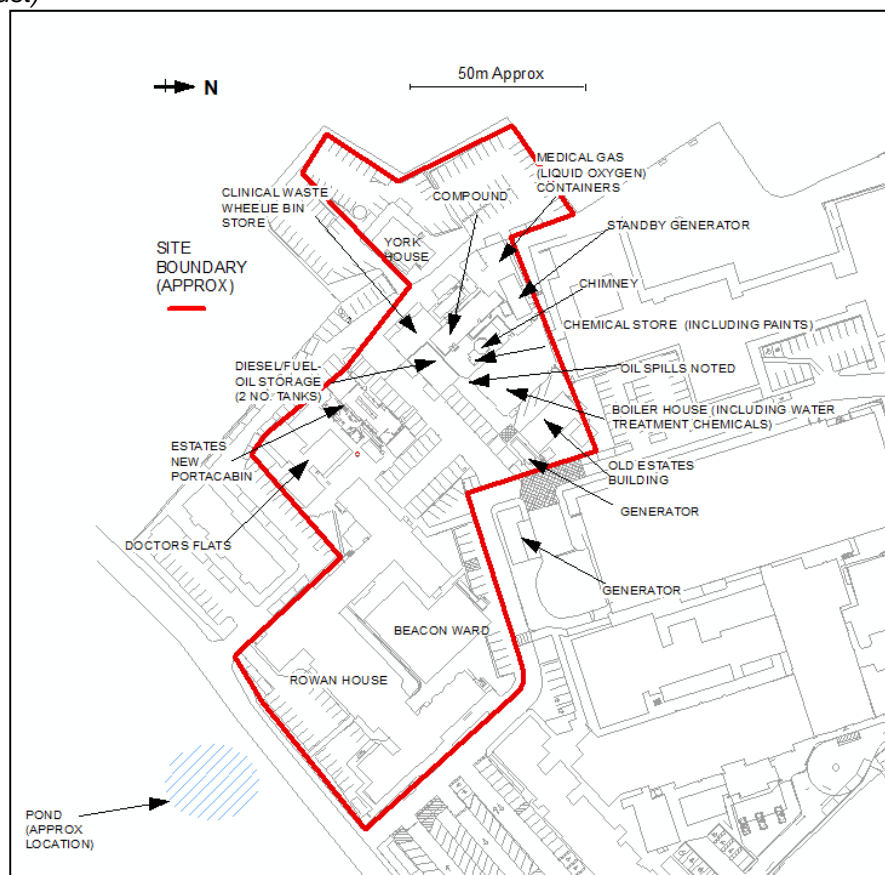 N
50m Approx
MEDICAL GAS
(LIQUID OXYGEN)
CONTAINERS
CLINICAL WASTE
WHEELIE BIN
STORE
COMPOUND
STANDBY GENERATOR
YORK
HOUSE
SITE
BOUNDARY
(APPROX)
CHIMNEY
CHEMICAL STORE (INCLUDING PAINTS)
DIESEL/FUEL-
OIL STORAGE
(2 NO. TANKS)
OIL SPILLS NOTED
BOILER HOUSE (INCLUDING WATER
TREATMENT CHEMICALS)
ESTATES
NEW
PORTACABIN
OLD ESTATES
BUILDING
GENERATOR
DOCTORS FLATS
GENERATOR
BEACON WARD
ROWAN HOUSE
POND
(APPROX
LOCATION)